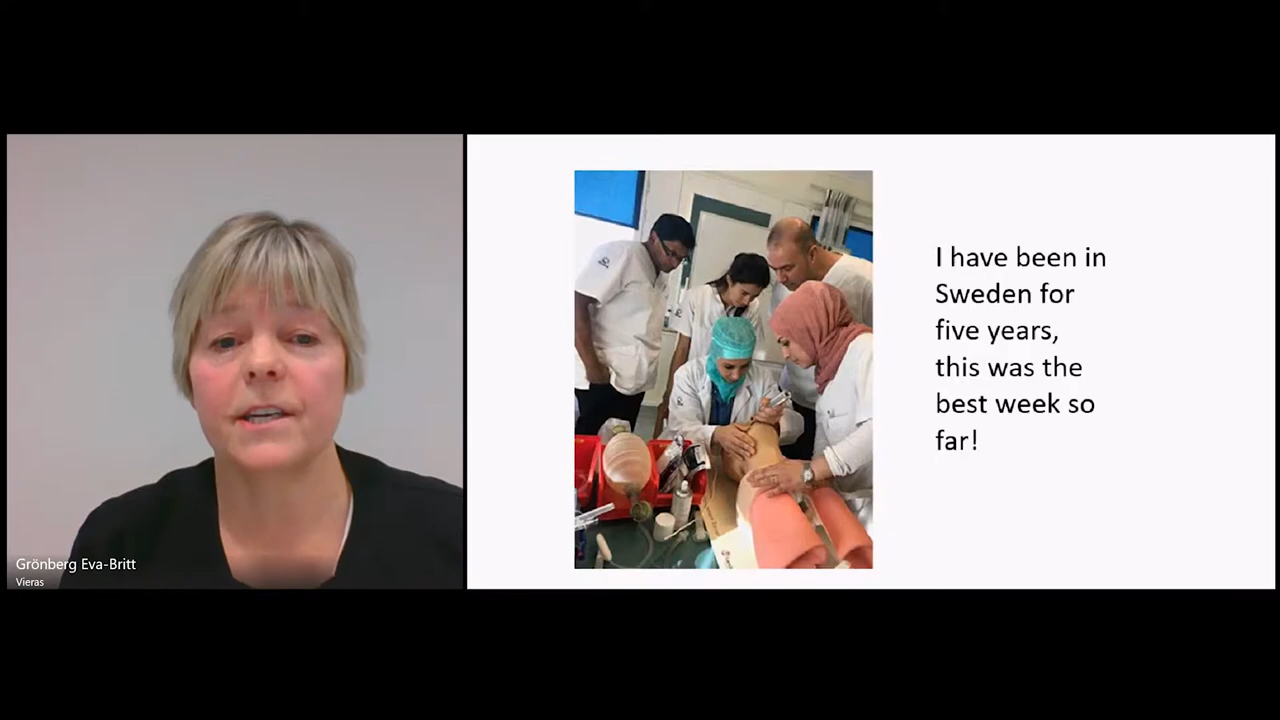 Grönberg Eva-Britt
Vieras
I have been in
Sweden for
five years,
this was the
best week so
far!